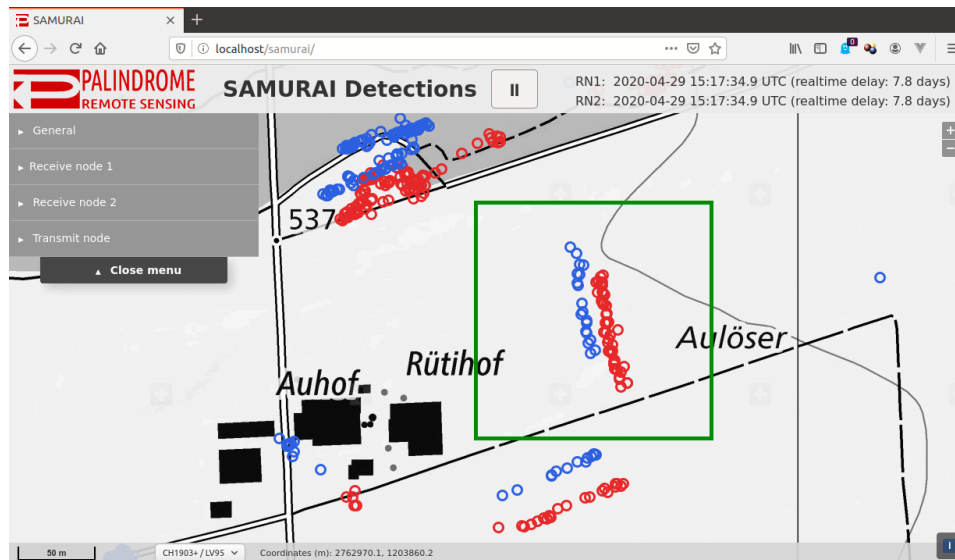 SAMURAI
localhost/samurai/
0
PALINDROME
REMOTE SENSING
SAMURAI Detections
RN1: 2020-04-29 15:17:34.9 UTC (realtime delay: 7.8 days)
RN2: 2020-04-29 15:17:34.9 UTC (realtime delay: 7.8 days)
General
Receive node 1
Receive node 2
Transmit node
Close menu
537
Aulöser
Rütihof
Auhof
50 m
CH1903+ / LV95
Coordinates (m): 2762970.1, 1203860.2